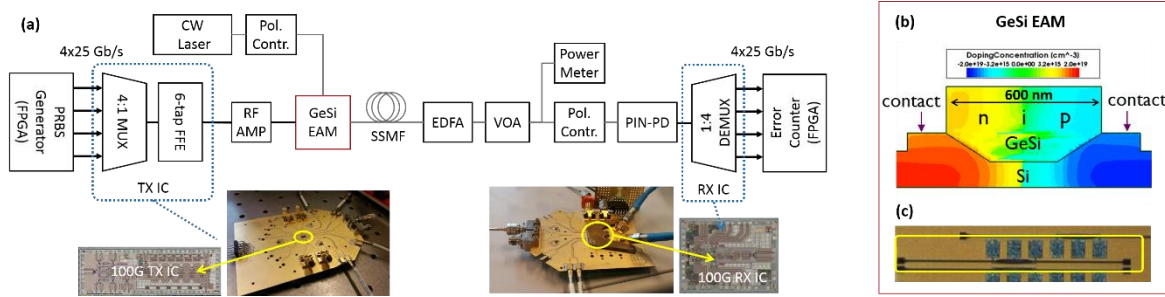 (a)
CW
Laser
Pol.
Contr.
4x25 Gb/s
PRBS
Generator
(FPGA)
4:1 MUX
6-tap FFE
TX IC
RF
AMP
GeSi
EAM
SSMF
EDFA
VOA
Power
Meter
Pol.
Contr.
PIN-PD
4x25 Gb/s
1:4
DEMUX
Error
Counter
(FPGA)
RX IC
100G TX IC
100G RX IC
(b)
GeSi EAM
DopingConcentration (cm^-3)
-2.0e+19 -3.2e+15 0.0e+00 3.2e+15 2.0e+19
contact
600 nm
contact
n i p
GeSi
Si
(c)